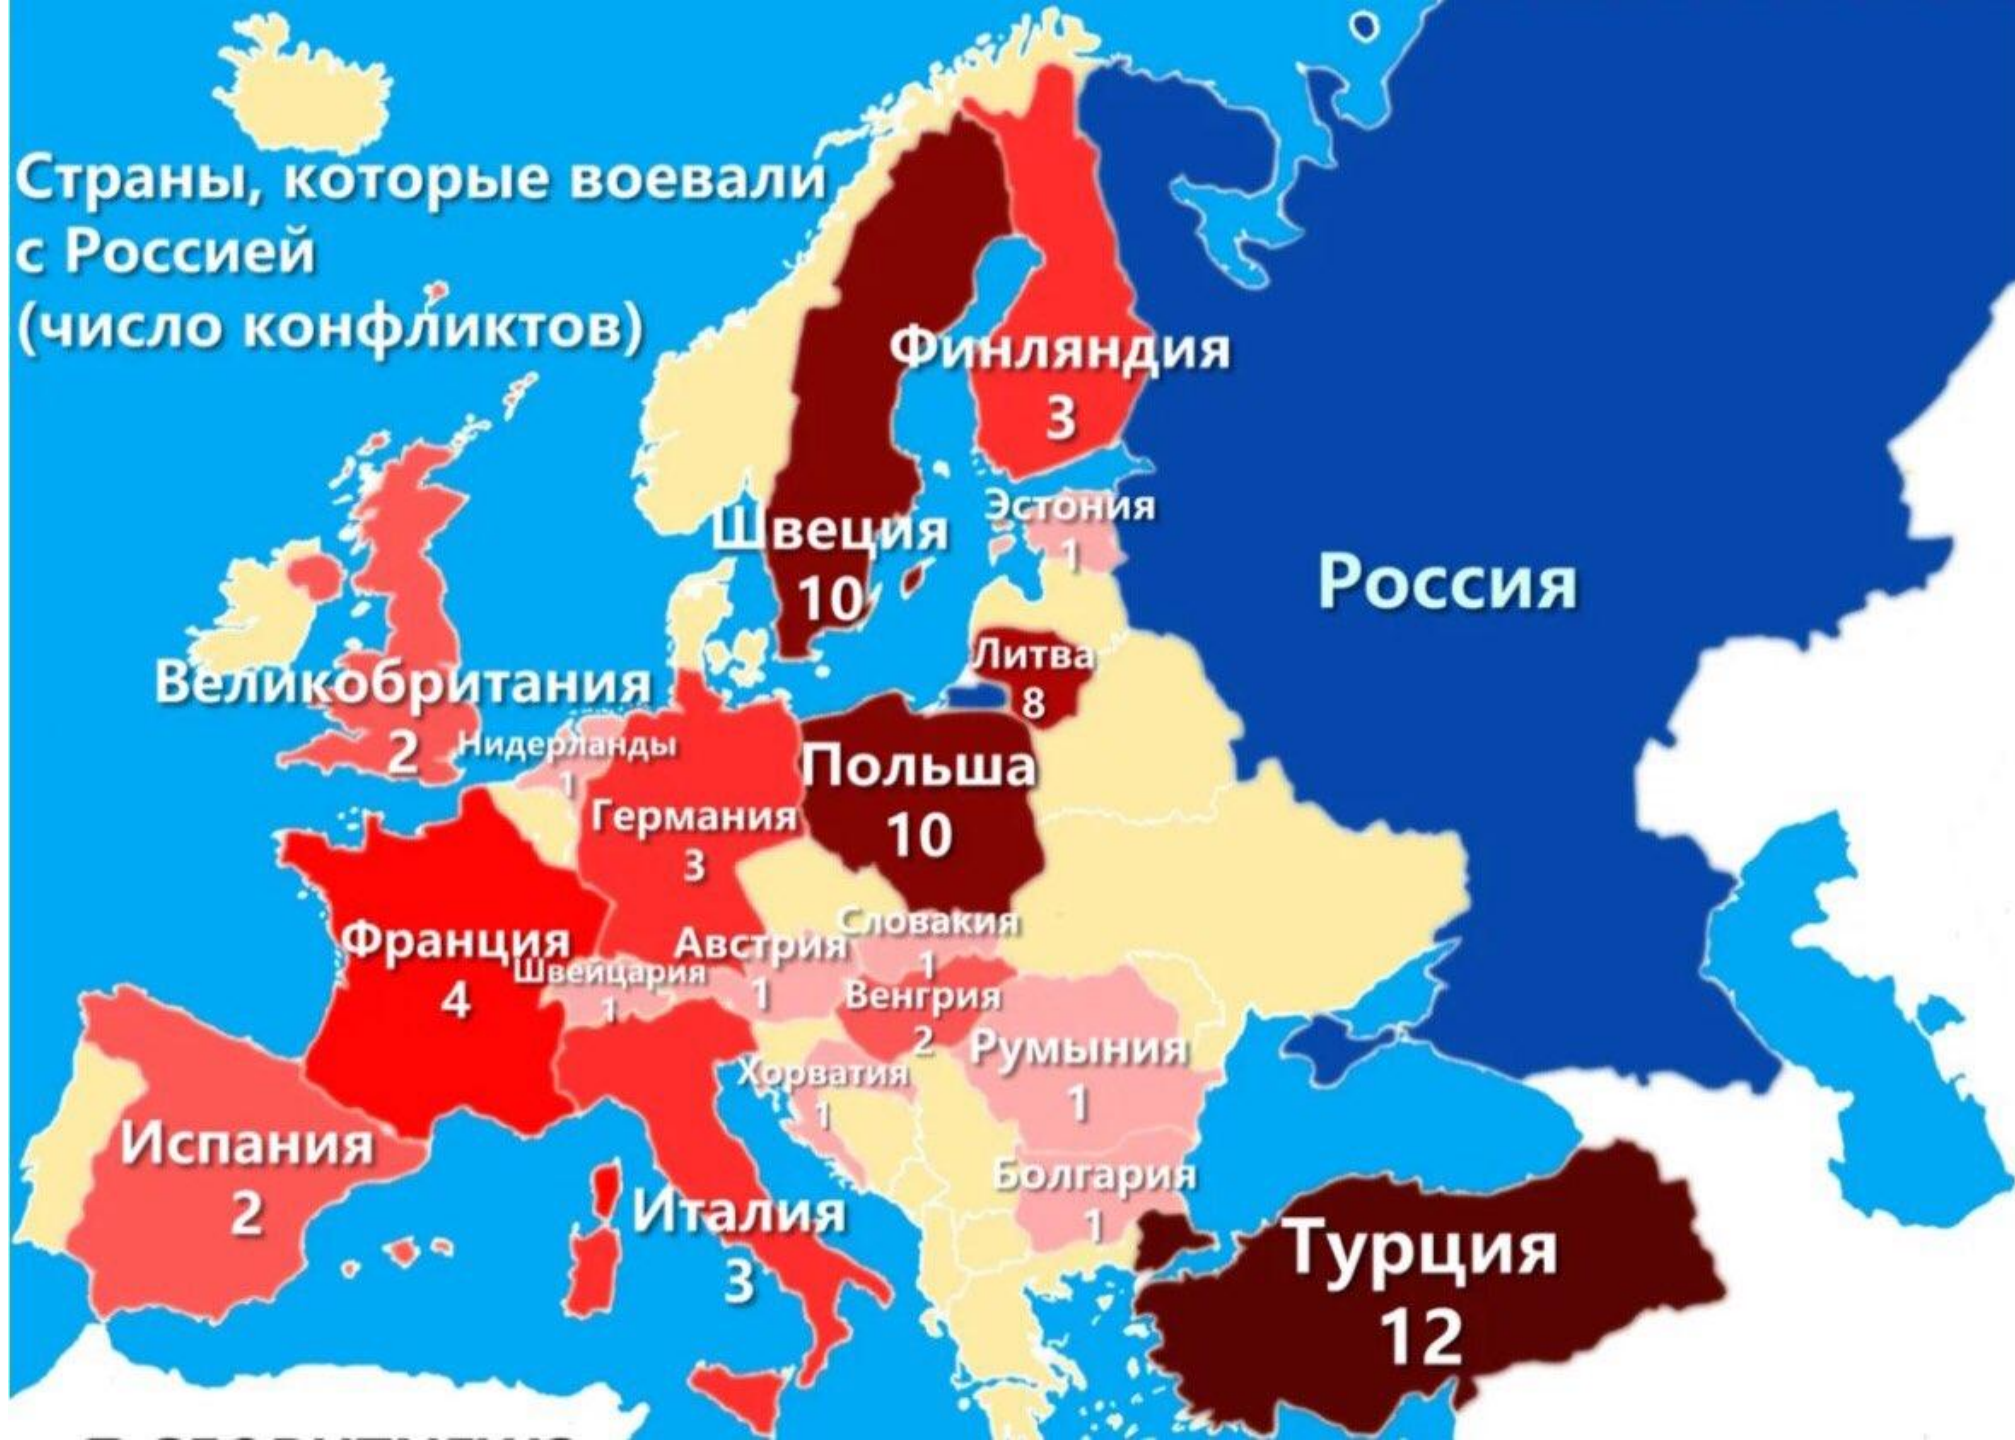 Страны, которые воевали
с Россией
(число конфликтов)
Финляндия
3
Эстония
1
Швеция
10
Россия
Литва
8
Великобритания
2
Нидерланды
1
Польша
10
Германия
3
Словакия
1
Франция
4
Австрия
1
Швейцария
1
Венгрия
2
Румыния
1
Хорватия
1
Испания
2
Болгария
1
Италия
3
Турция
12